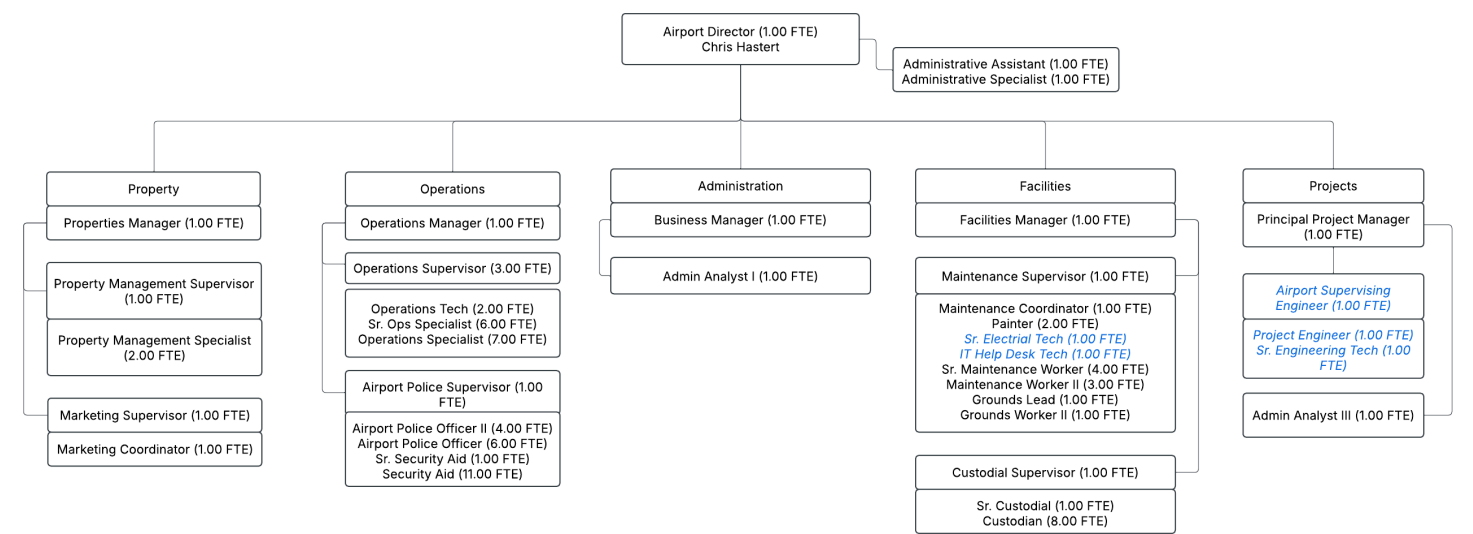 Airport Director (1.00 FTE)
Chris Hastert
Administrative Assistant (1.00 FTE)
Administrative Specialist (1.00 FTE)
Property
Properties Manager (1.00 FTE)
Property Management Supervisor
(1.00 FTE)
Property Management Specialist
(2.00 FTE)
Marketing Supervisor (1.00 FTE)
Marketing Coordinator (1.00 FTE)
Operations
Operations Manager (1.00 FTE)
Operations Supervisor (3.00 FTE)
Operations Tech (2.00 FTE)
Sr. Ops Specialist (6.00 FTE)
Operations Specialist (7.00 FTE)
Airport Police Supervisor (1.00
FTE)
Airport Police Officer II (4.00 FTE)
Airport Police Officer (6.00 FTE)
Sr. Security Aid (1.00 FTE)
Security Aid (11.00 FTE)
Administration
Business Manager (1.00 FTE)
Admin Analyst I (1.00 FTE)
Facilities
Facilities Manager (1.00 FTE)
Maintenance Supervisor (1.00 FTE)
Maintenance Coordinator (1.00 FTE)
Painter (2.00 FTE)
Sr. Electrial Tech (1.00 FTE)
IT Help Desk Tech (1.00 FTE)
Sr. Maintenance Worker (4.00 FTE)
Maintenance Worker II (3.00 FTE)
Grounds Lead (1.00 FTE)
Grounds Worker II (1.00 FTE)
Custodial Supervisor (1.00 FTE)
Sr. Custodial (1.00 FTE)
Custodian (8.00 FTE)
Projects
Principal Project Manager
(1.00 FTE)
Airport Supervising
Engineer (1.00 FTE)
Project Engineer (1.00 FTE)
Sr. Engineering Tech (1.00
FTE)
Admin Analyst III (1.00 FTE)